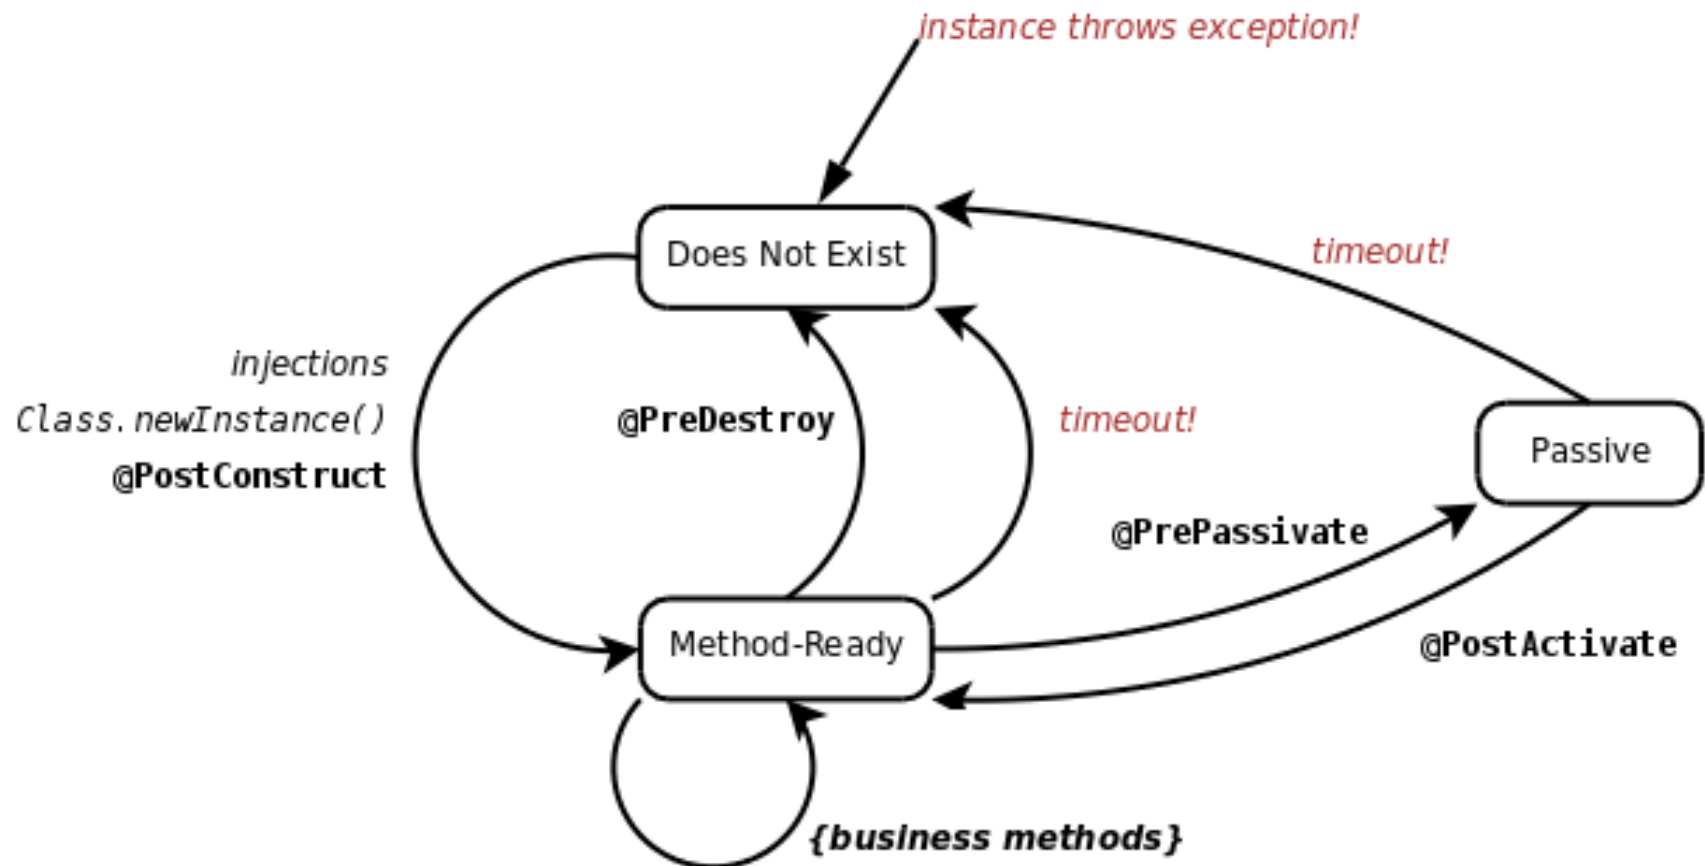 instance throws exception!
Does Not Exist
timeout!
injections
Class.newInstance()
@PostConstruct
@PreDestroy
timeout!
Passive
@PrePassivate
Method-Ready
@PostActivate
{business methods}